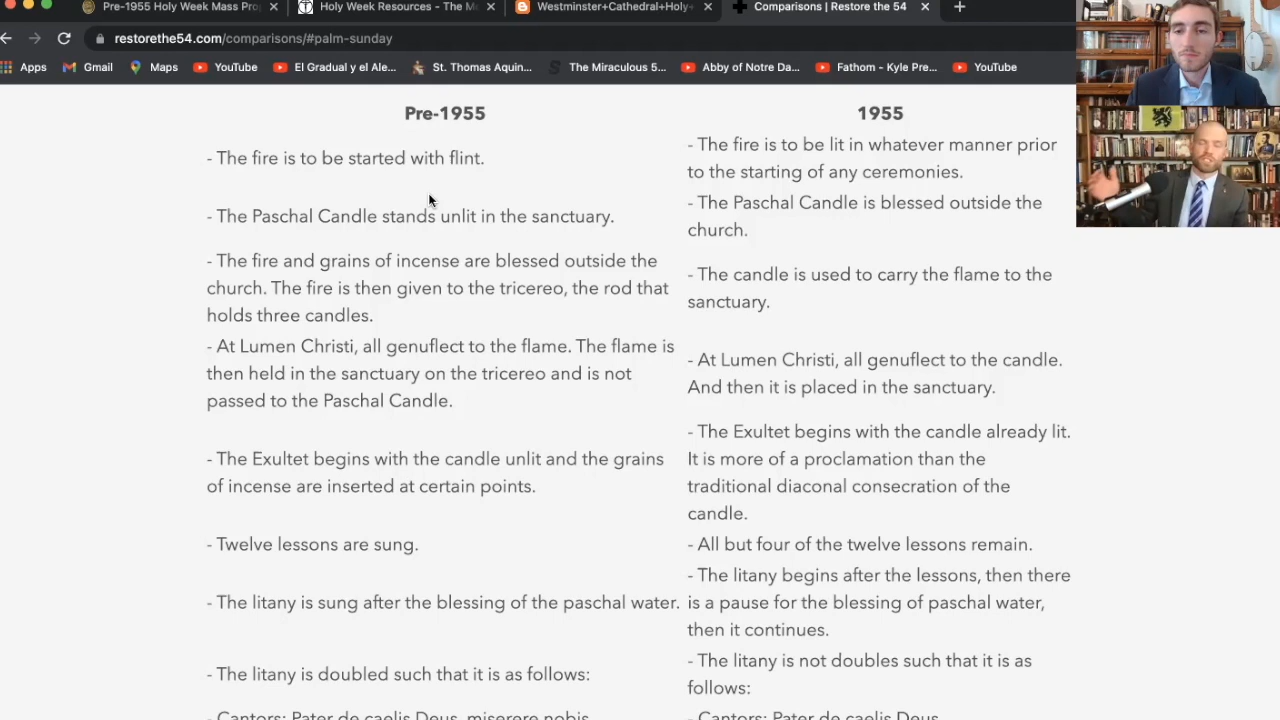 Pre-1955 Holy Week Mass Pro
Holy Week Resources - The M
Westminster+Cathedral+Holy+
Comparisons | Restore the 54
restorethe54.com/comparisons/#palm-sunday
Apps
Gmail
Maps
YouTube
El Gradual y el Ale...
St. Thomas Aquin...
The Miraculous 5...
Abby of Notre Da...
Fathom - Kyle Pre...
YouTube
Pre-1955
- The fire is to be started with flint.
- The Paschal Candle stands unlit in the sanctuary.
- The fire and grains of incense are blessed outside the
church. The fire is then given to the tricereo, the rod that
holds three candles.
- At Lumen Christi, all genuflect to the flame. The flame is
then held in the sanctuary on the tricereo and is not
passed to the Paschal Candle.
- The Exultet begins with the candle unlit and the grains
of incense are inserted at certain points.
- Twelve lessons are sung.
- The litany is sung after the blessing of the paschal water.
- The litany is doubled such that it is as follows:
- Cantors: Pater de caelis Deus, miserere nobis
1955
- The fire is to be lit in whatever manner prior
to the starting of any ceremonies.
- The Paschal Candle is blessed outside the
church.
- The candle is used to carry the flame to the
sanctuary.
- At Lumen Christi, all genuflect to the candle.
And then it is placed in the sanctuary.
- The Exultet begins with the candle already lit.
It is more of a proclamation than the
traditional diaconal consecration of the
candle.
- All but four of the twelve lessons remain.
- The litany begins after the lessons, then there
is a pause for the blessing of paschal water,
then it continues.
- The litany is not doubles such that it is as
follows:
- Cantors: Pater de caelis Deus